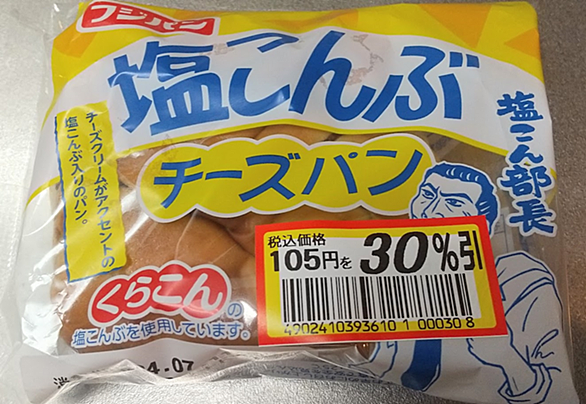 フジパン
塩こんぶ
チーズパン
塩こん部長
チーズクリームがアクセントの
塩こんぶ入りのパン。
税込価格
105円を 30%引
4902410393610 1 00030 8
くらこんの
塩こんぶを使用しています。
4.07